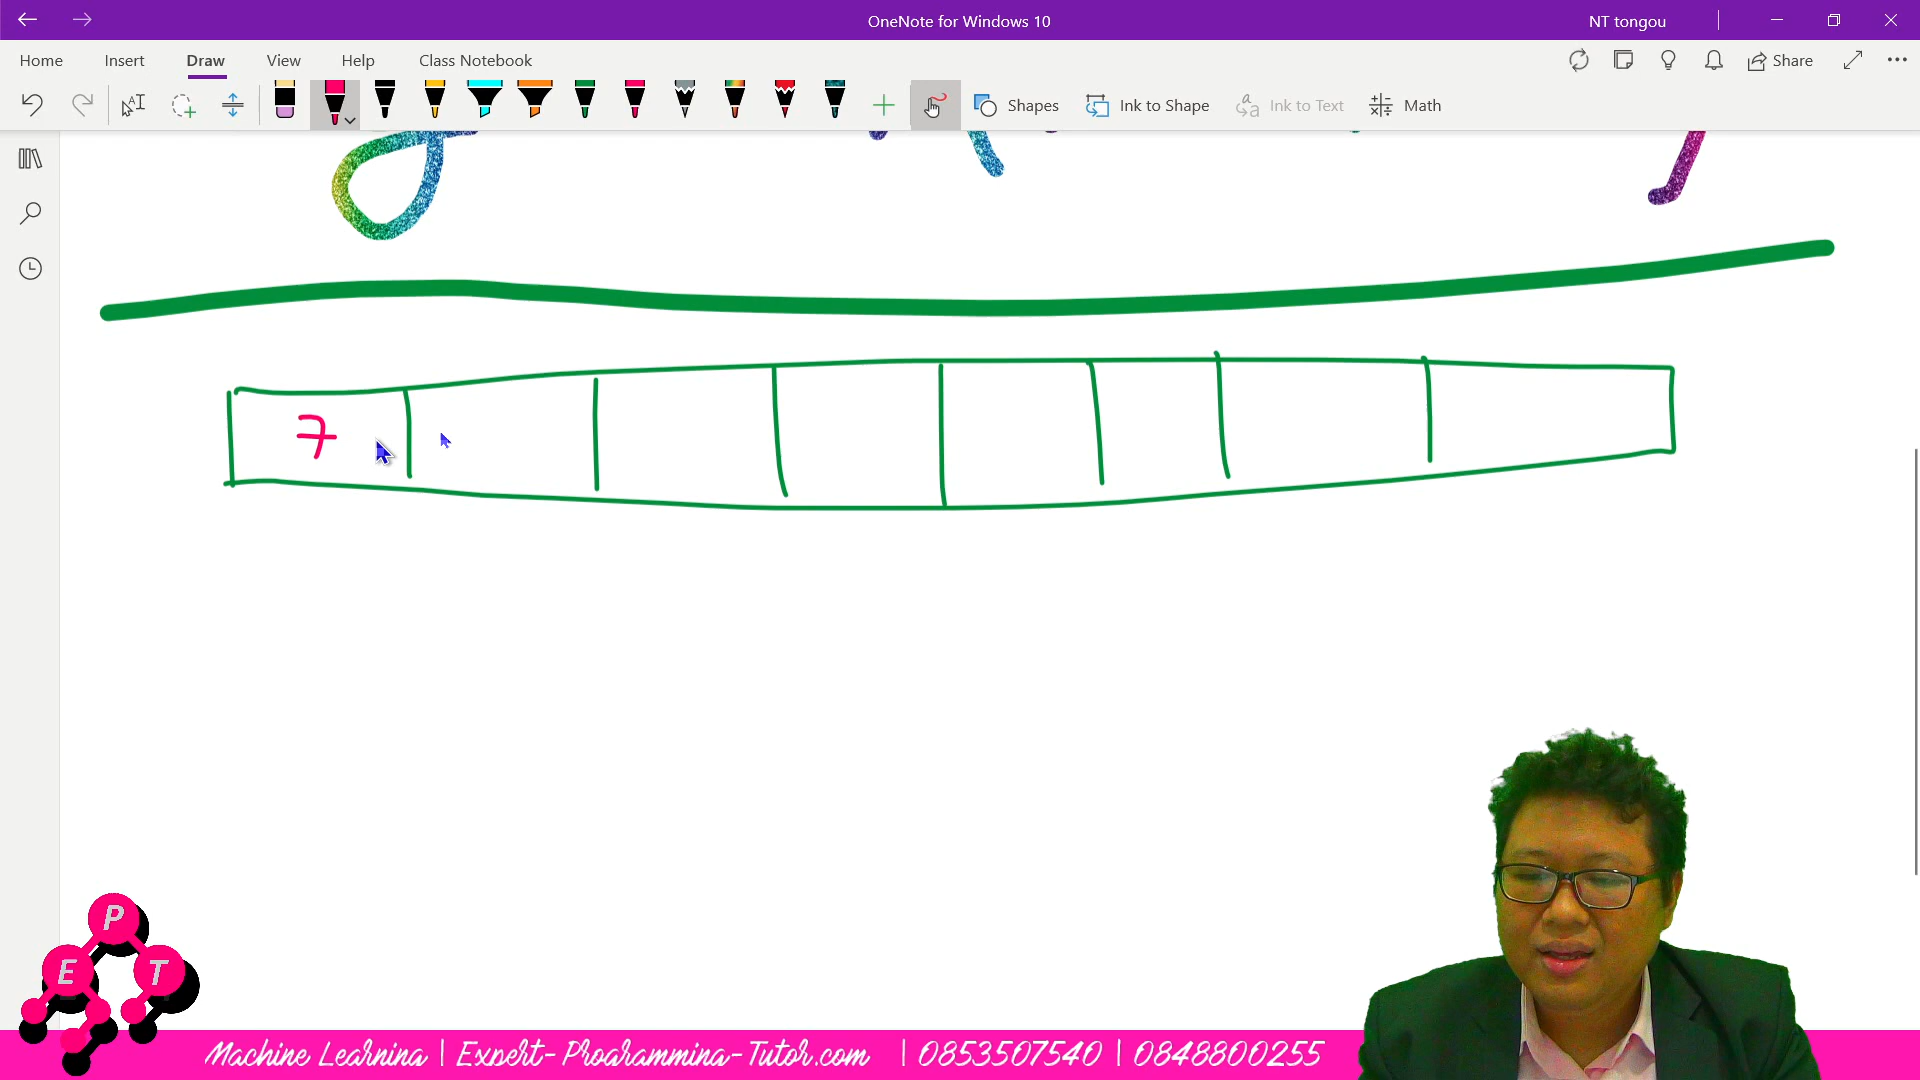 OneNote for Windows 10
NT tongou
Home Insert Draw View Help Class Notebook
Share
Shapes Ink to Shape Ink to Text Math
7
P
E T
Machine Learning | Expert-Programming-Tutor.com | 0853507540 | 0848800255